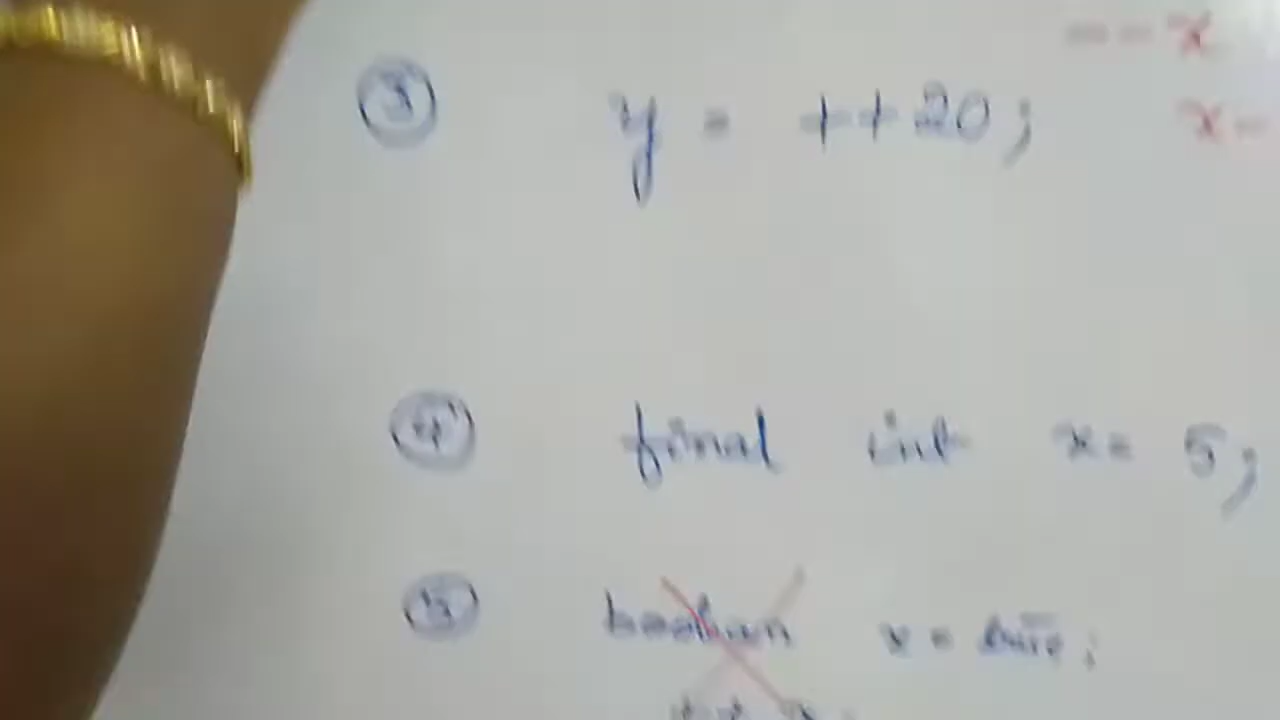 -- x
③ y = ++20; x-
④ final int x= 5;
⑤ boolean x = true;